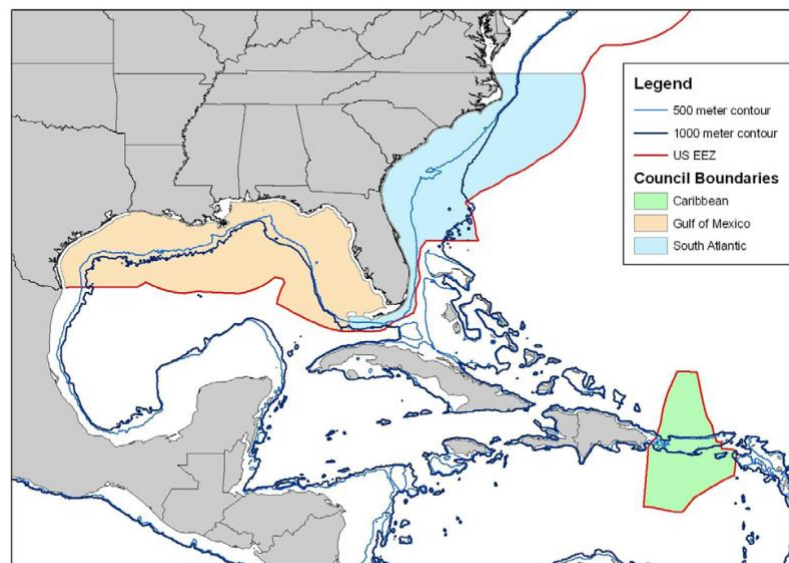 Legend
500 meter contour
1000 meter contour
US EEZ
Council Boundaries
Caribbean
Gulf of Mexico
South Atlantic